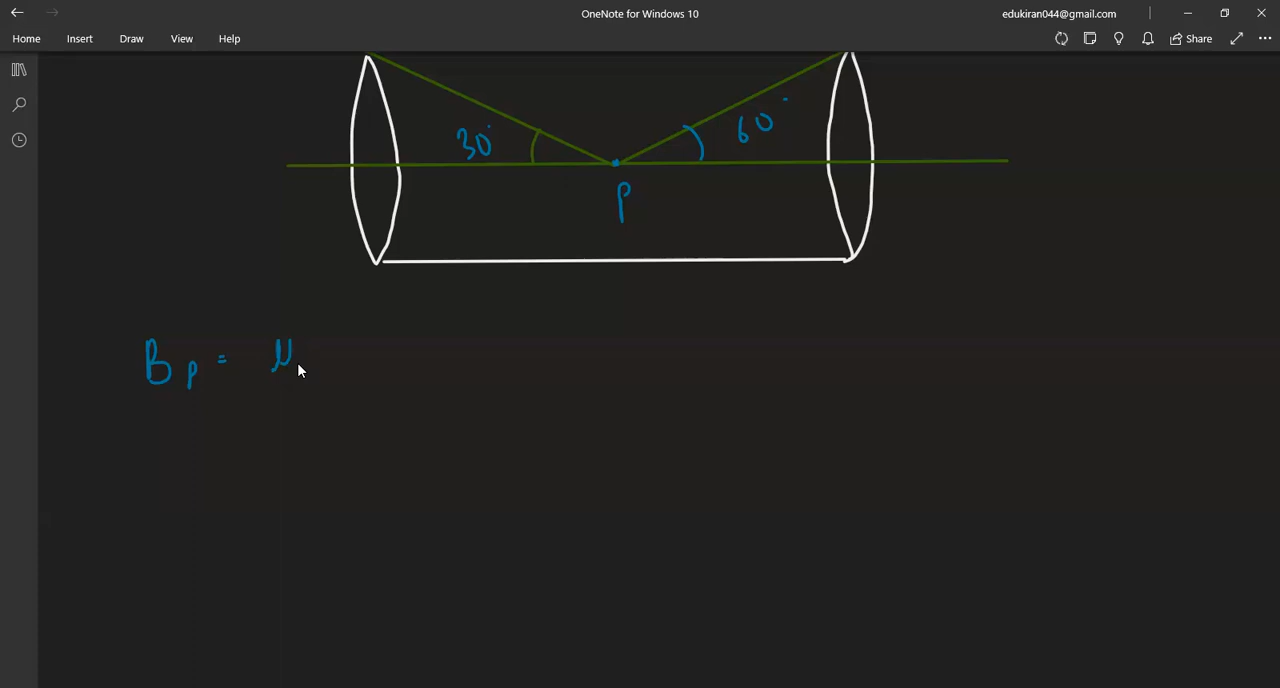 OneNote for Windows 10
edukiran044@gmail.com
Home Insert Draw View Help
Share
30°
60°
P
Bp = μ